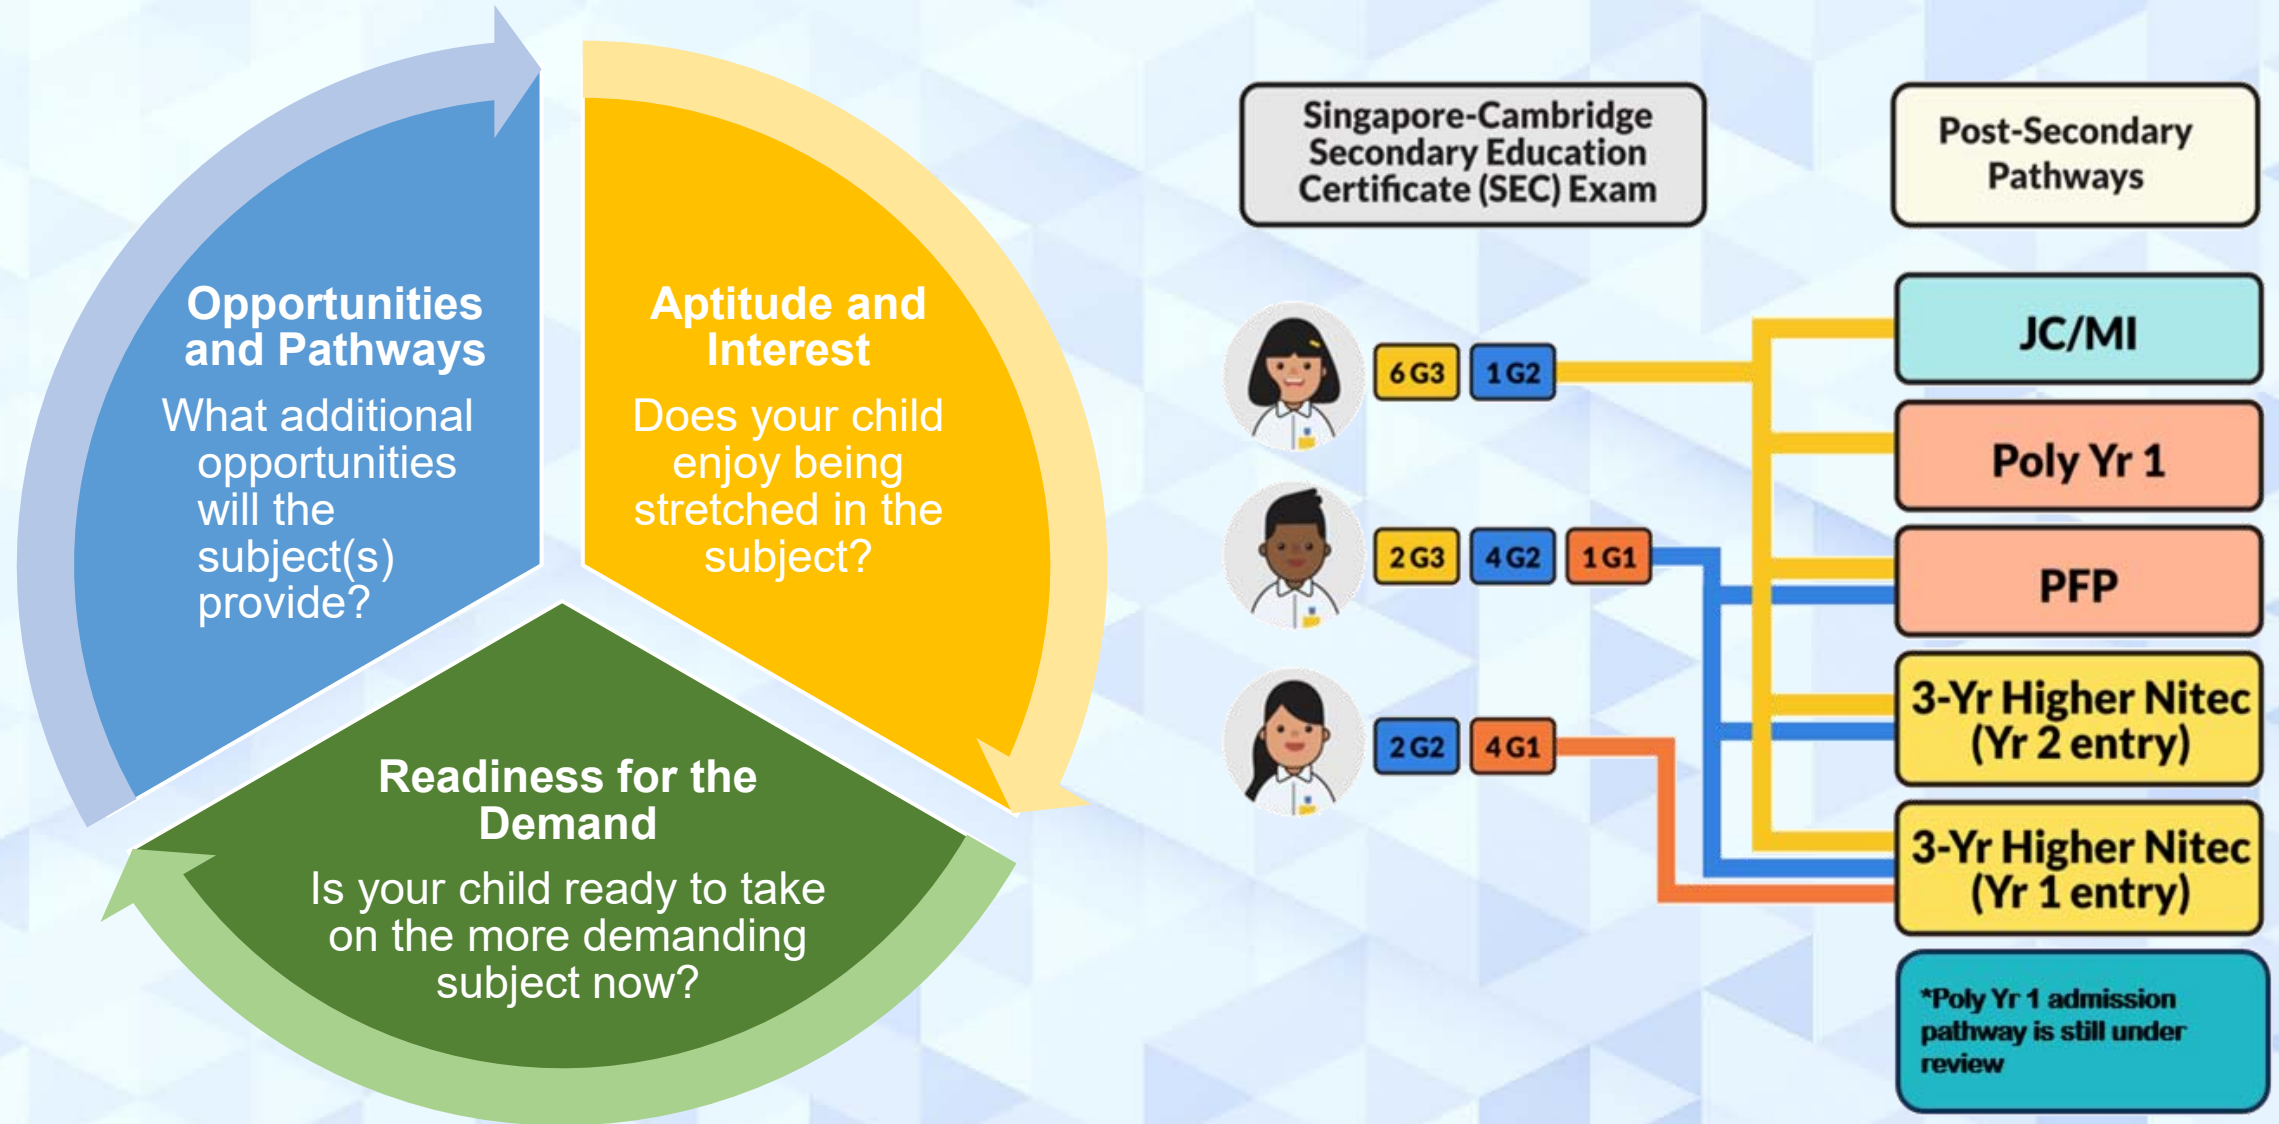 Opportunities
and Pathways
What additional
opportunities
will the
subject(s)
provide?
Aptitude and
Interest
Does your child
enjoy being
stretched in the
subject?
Readiness for the
Demand
Is your child ready to take
on the more demanding
subject now?
Singapore-Cambridge
Secondary Education
Certificate (SEC) Exam
Post-Secondary
Pathways
6 G3
1 G2
2 G3
4 G2
1 G1
2 G2
4 G1
JC/MI
Poly Yr 1
PFP
3-Yr Higher Nitec
(Yr 2 entry)
3-Yr Higher Nitec
(Yr 1 entry)
*Poly Yr 1 admission
pathway is still under
review